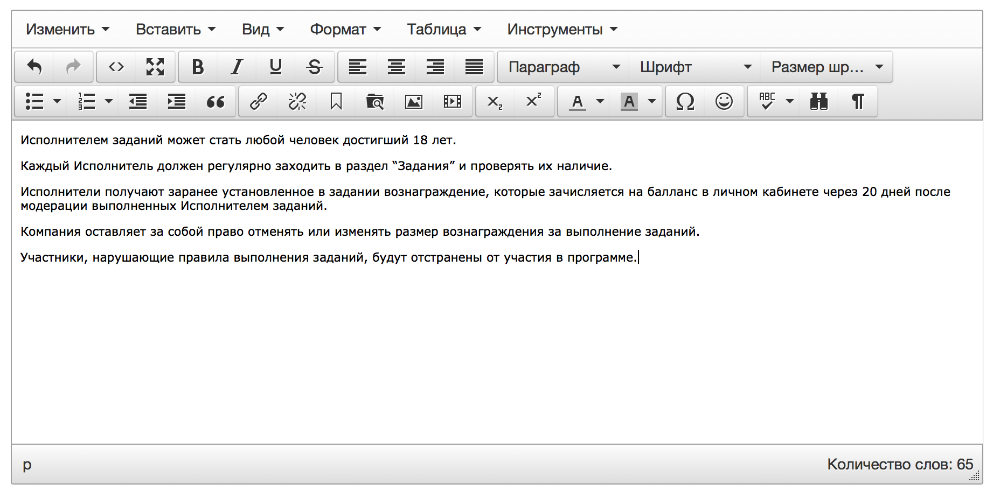 Изменить Вставить Вид Формат Таблица Инструменты
B I U S Параграф Шрифт Размер шр...
X₂ X² A A Ω ABC ¶
Исполнителем заданий может стать любой человек достигший 18 лет.
Каждый Исполнитель должен регулярно заходить в раздел “Задания” и проверять их наличие.
Исполнители получают заранее установленное в задании вознаграждение, которые зачисляется на балланс в личном кабинете через 20 дней после
модерации выполненных Исполнителем заданий.
Компания оставляет за собой право отменять или изменять размер вознаграждения за выполнение заданий.
Участники, нарушающие правила выполнения заданий, будут отстранены от участия в программе.
p Количество слов: 65